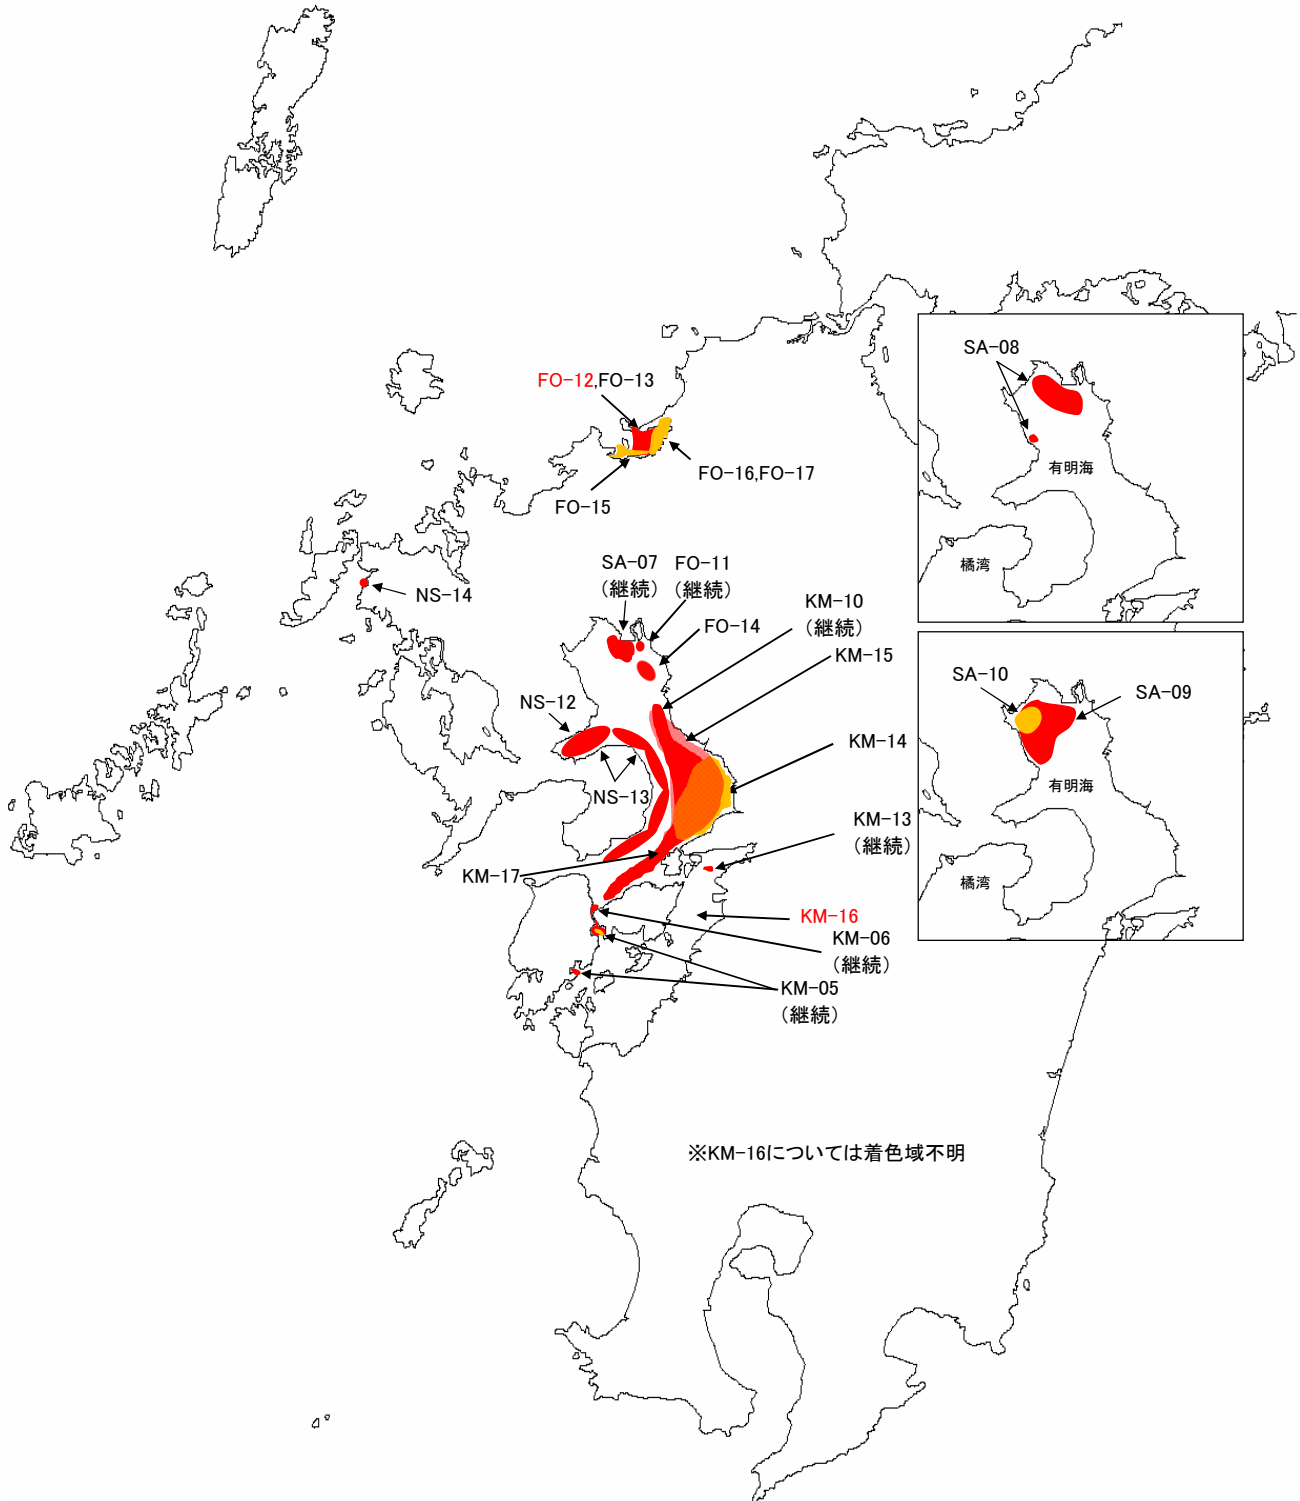 SA-08
FO-12,FO-13
有明海
FO-16,FO-17
FO-15
橘湾
SA-07
(継続)
FO-11
(継続)
NS-14
KM-10
(継続)
FO-14
KM-15
SA-10
SA-09
NS-12
KM-14
有明海
NS-13
KM-13
(継続)
KM-17
橘湾
KM-16
KM-06
(継続)
KM-05
(継続)
※KM-16については着色域不明